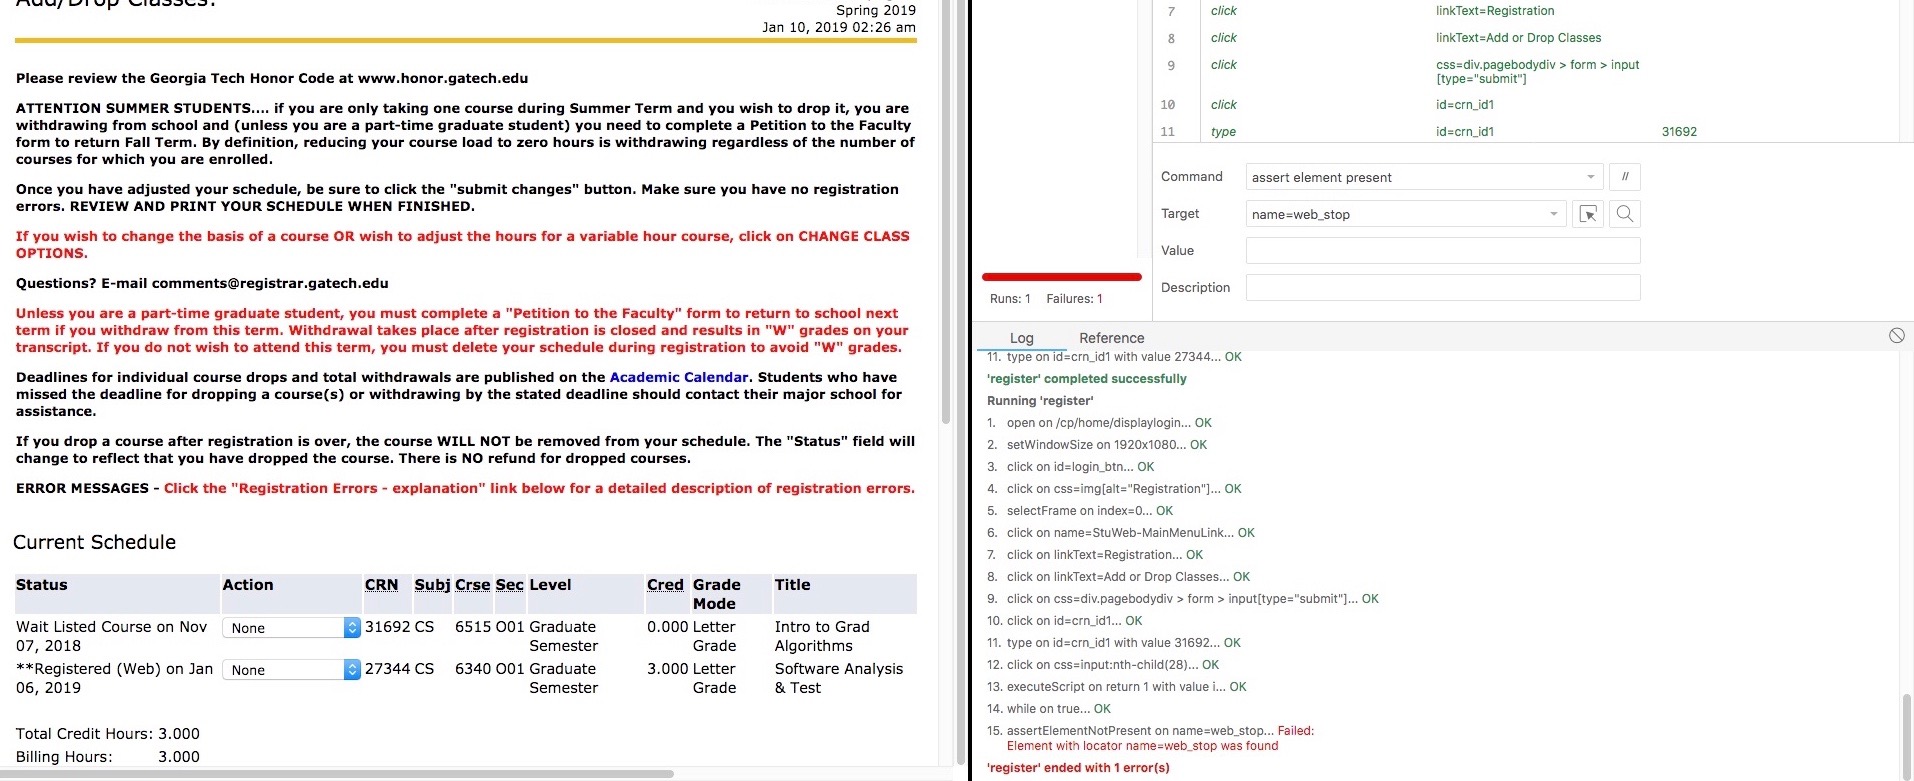 Add/Drop Classes:
Spring 2019
Jan 10, 2019 02:26 am
Please review the Georgia Tech Honor Code at www.honor.gatech.edu
ATTENTION SUMMER STUDENTS.... if you are only taking one course during Summer Term and you wish to drop it, you are
withdrawing from school and (unless you are a part-time graduate student) you need to complete a Petition to the Faculty
form to return Fall Term. By definition, reducing your course load to zero hours is withdrawing regardless of the number of
courses for which you are enrolled.
Once you have adjusted your schedule, be sure to click the "submit changes" button. Make sure you have no registration
errors. REVIEW AND PRINT YOUR SCHEDULE WHEN FINISHED.
If you wish to change the basis of a course OR wish to adjust the hours for a variable hour course, click on CHANGE CLASS
OPTIONS.
Questions? E-mail comments@registrar.gatech.edu
Unless you are a part-time graduate student, you must complete a "Petition to the Faculty" form to return to school next
term if you withdraw from this term. Withdrawal takes place after registration is closed and results in "W" grades on your
transcript. If you do not wish to attend this term, you must delete your schedule during registration to avoid "W" grades.
Deadlines for individual course drops and total withdrawals are published on the Academic Calendar. Students who have
missed the deadline for dropping a course(s) or withdrawing by the stated deadline should contact their major school for
assistance.
If you drop a course after registration is over, the course WILL NOT be removed from your schedule. The "Status" field will
change to reflect that you have dropped the course. There is NO refund for dropped courses.
ERROR MESSAGES - Click the "Registration Errors - explanation" link below for a detailed description of registration errors.
Current Schedule
Status Action CRN Subj Crse Sec Level Cred Grade Title
Mode
Wait Listed Course on Nov None 31692 CS 6515 O01 Graduate 0.000 Letter Intro to Grad
07, 2018 Semester Grade Algorithms
**Registered (Web) on Jan None 27344 CS 6340 O01 Graduate 3.000 Letter Software Analysis
06, 2019 Semester Grade & Test
Total Credit Hours: 3.000
Billing Hours: 3.000
7 click linkText=Registration
8 click linkText=Add or Drop Classes
9 click css=div.pagebodydiv > form > input
[type="submit"]
10 click id=crn_id1
11 type id=crn_id1 31692
Command assert element present //
Target name=web_stop
Value
Description
Runs: 1 Failures: 1
Log Reference
11. type on id=crn_id1 with value 27344... OK
'register' completed successfully
Running 'register'
1. open on /cp/home/displaylogin... OK
2. setWindowSize on 1920x1080... OK
3. click on id=login_btn... OK
4. click on css=img[alt="Registration"]... OK
5. selectFrame on index=0... OK
6. click on name=StuWeb-MainMenuLink... OK
7. click on linkText=Registration... OK
8. click on linkText=Add or Drop Classes... OK
9. click on css=div.pagebodydiv > form > input[type="submit"]... OK
10. click on id=crn_id1... OK
11. type on id=crn_id1 with value 31692... OK
12. click on css=input:nth-child(28)... OK
13. executeScript on return 1 with value i... OK
14. while on true... OK
15. assertElementNotPresent on name=web_stop... Failed:
Element with locator name=web_stop was found
'register' ended with 1 error(s)